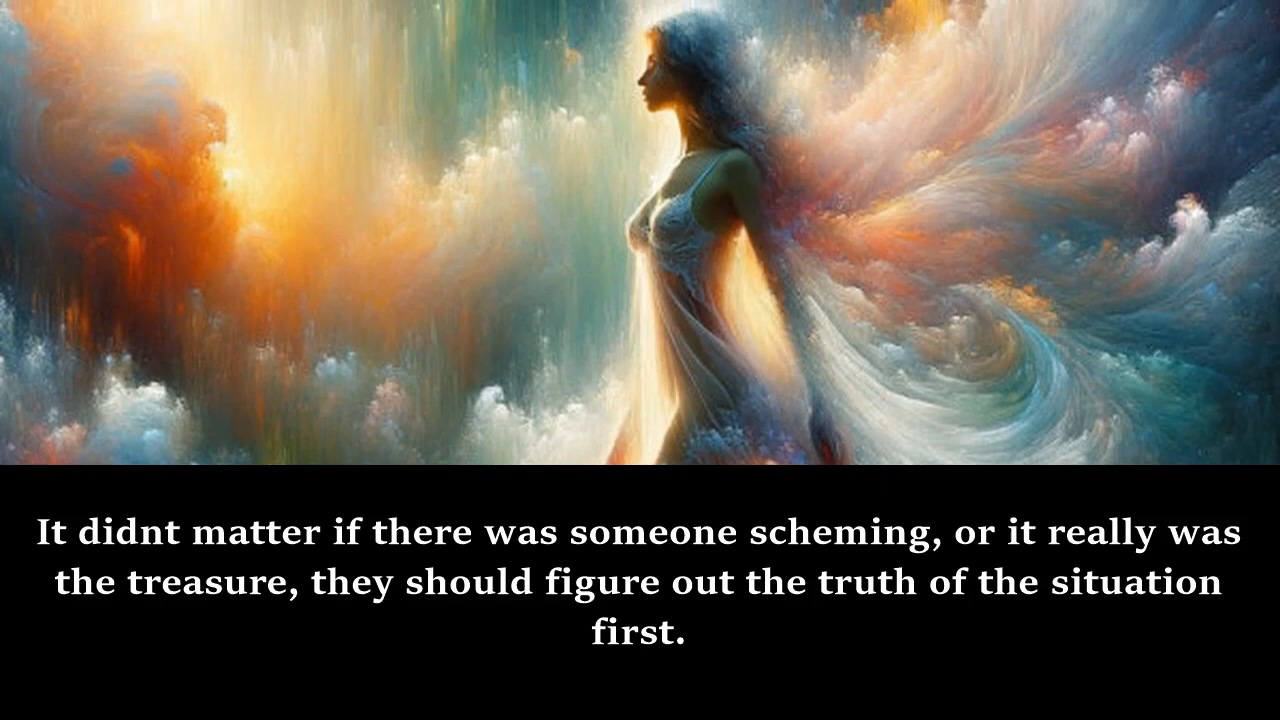 It didnt matter if there was someone scheming, or it really was
the treasure, they should figure out the truth of the situation
first.